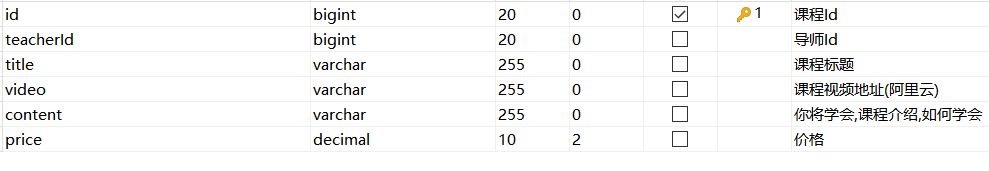 id bigint 20 0 1 课程Id
teacherId bigint 20 0 导师Id
title varchar 255 0 课程标题
video varchar 255 0 课程视频地址(阿里云)
content varchar 255 0 你将学会,课程介绍,如何学会
price decimal 10 2 价格